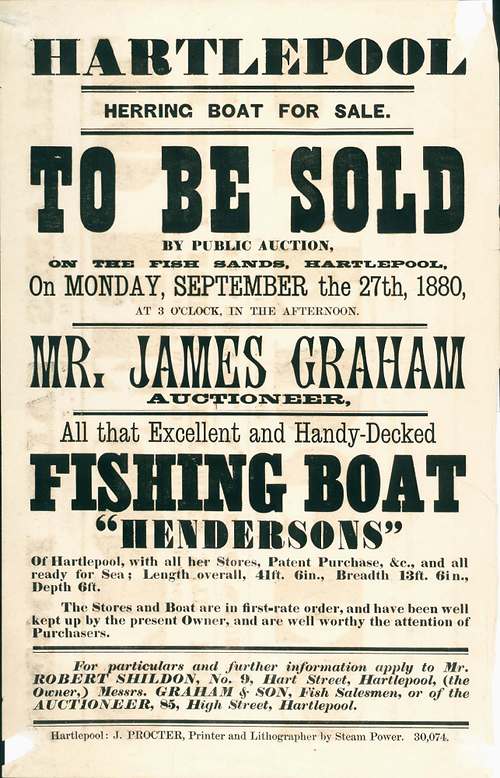 HARTLEPOOL
HERRING BOAT FOR SALE.
TO BE SOLD
BY PUBLIC AUCTION,
ON THE FISH SANDS, HARTLEPOOL,
On MONDAY, SEPTEMBER the 27th, 1880,
AT 3 O'CLOCK, IN THE AFTERNOON.
MR. JAMES GRAHAM
AUCTIONEER,
All that Excellent and Handy-Decked
FISHING BOAT
"HENDERSONS"
Of Hartlepool, with all her Stores, Patent Purchase, &c., and all
ready for Sea; Length overall, 41ft. 6in., Breadth 13ft. 6in.,
Depth 6ft.
The Stores and Boat are in first-rate order, and have been well
kept up by the present Owner, and are well worthy the attention of
Purchasers.
For particulars and further information apply to Mr.
ROBERT SHILDON, No. 9, Hart Street, Hartlepool, (the
Owner,) Messrs. GRAHAM & SON, Fish Salesmen, or of the
AUCTIONEER, 85, High Street, Hartlepool.
Hartlepool: J. PROCTER, Printer and Lithographer by Steam Power. 30,074.